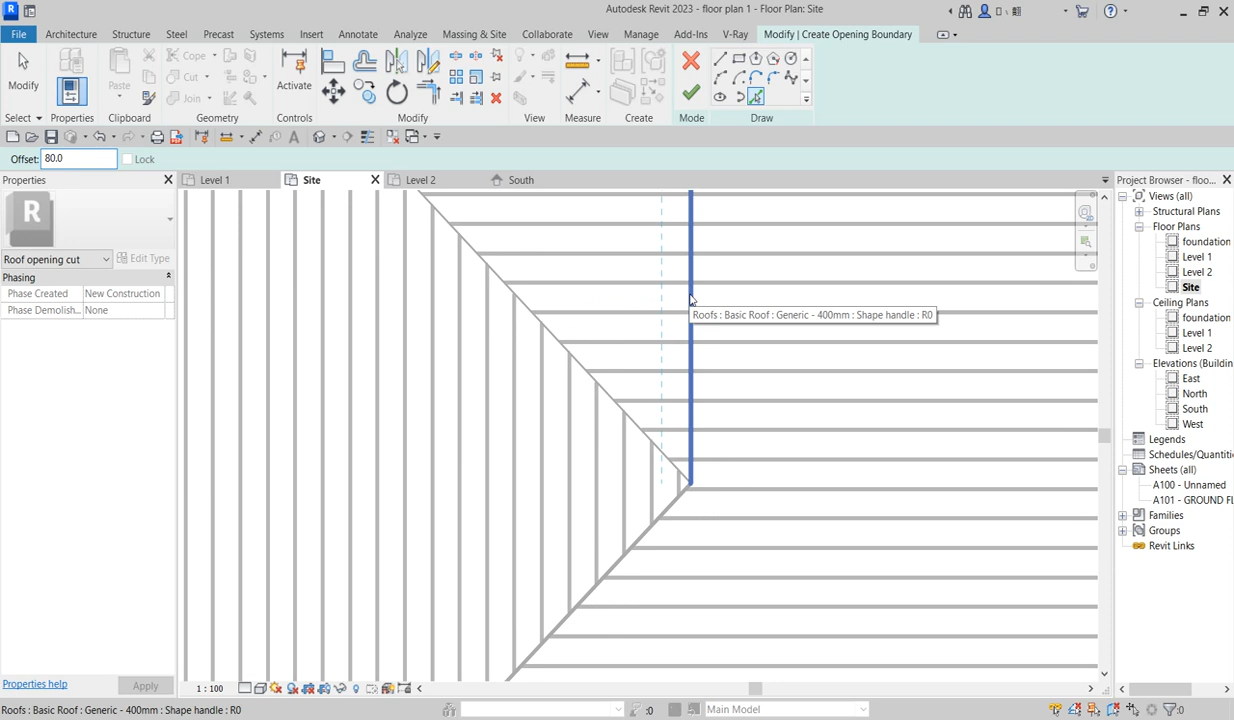 Autodesk Revit 2023 - floor plan 1 - Floor Plan: Site
File Architecture Structure Steel Precast Systems Insert Annotate Analyze Massing & Site Collaborate View Manage Add-Ins V-Ray Modify | Create Opening Boundary
Modify
Paste
Cope
Cut
Join
Activate
Select Properties Clipboard Geometry Controls Modify View Measure Create Mode Draw
Offset: 80.0 Lock
Properties
Level 1 Site Level 2 South
Project Browser - floo...
R
Roof opening cut Edit Type
Phasing
Phase Created New Construction
Phase Demolish... None
Views (all)
Structural Plans
Floor Plans
foundation
Level 1
Level 2
Site
Ceiling Plans
foundation
Level 1
Level 2
Elevations (Buildin
East
North
South
West
Legends
Schedules/Quantiti
Sheets (all)
A100 - Unnamed
A101 - GROUND FL
Families
Groups
Revit Links
Roofs : Basic Roof : Generic - 400mm : Shape handle : R0
Properties help Apply
1 : 100
Roofs : Basic Roof : Generic - 400mm : Shape handle : R0
:0 Main Model :0